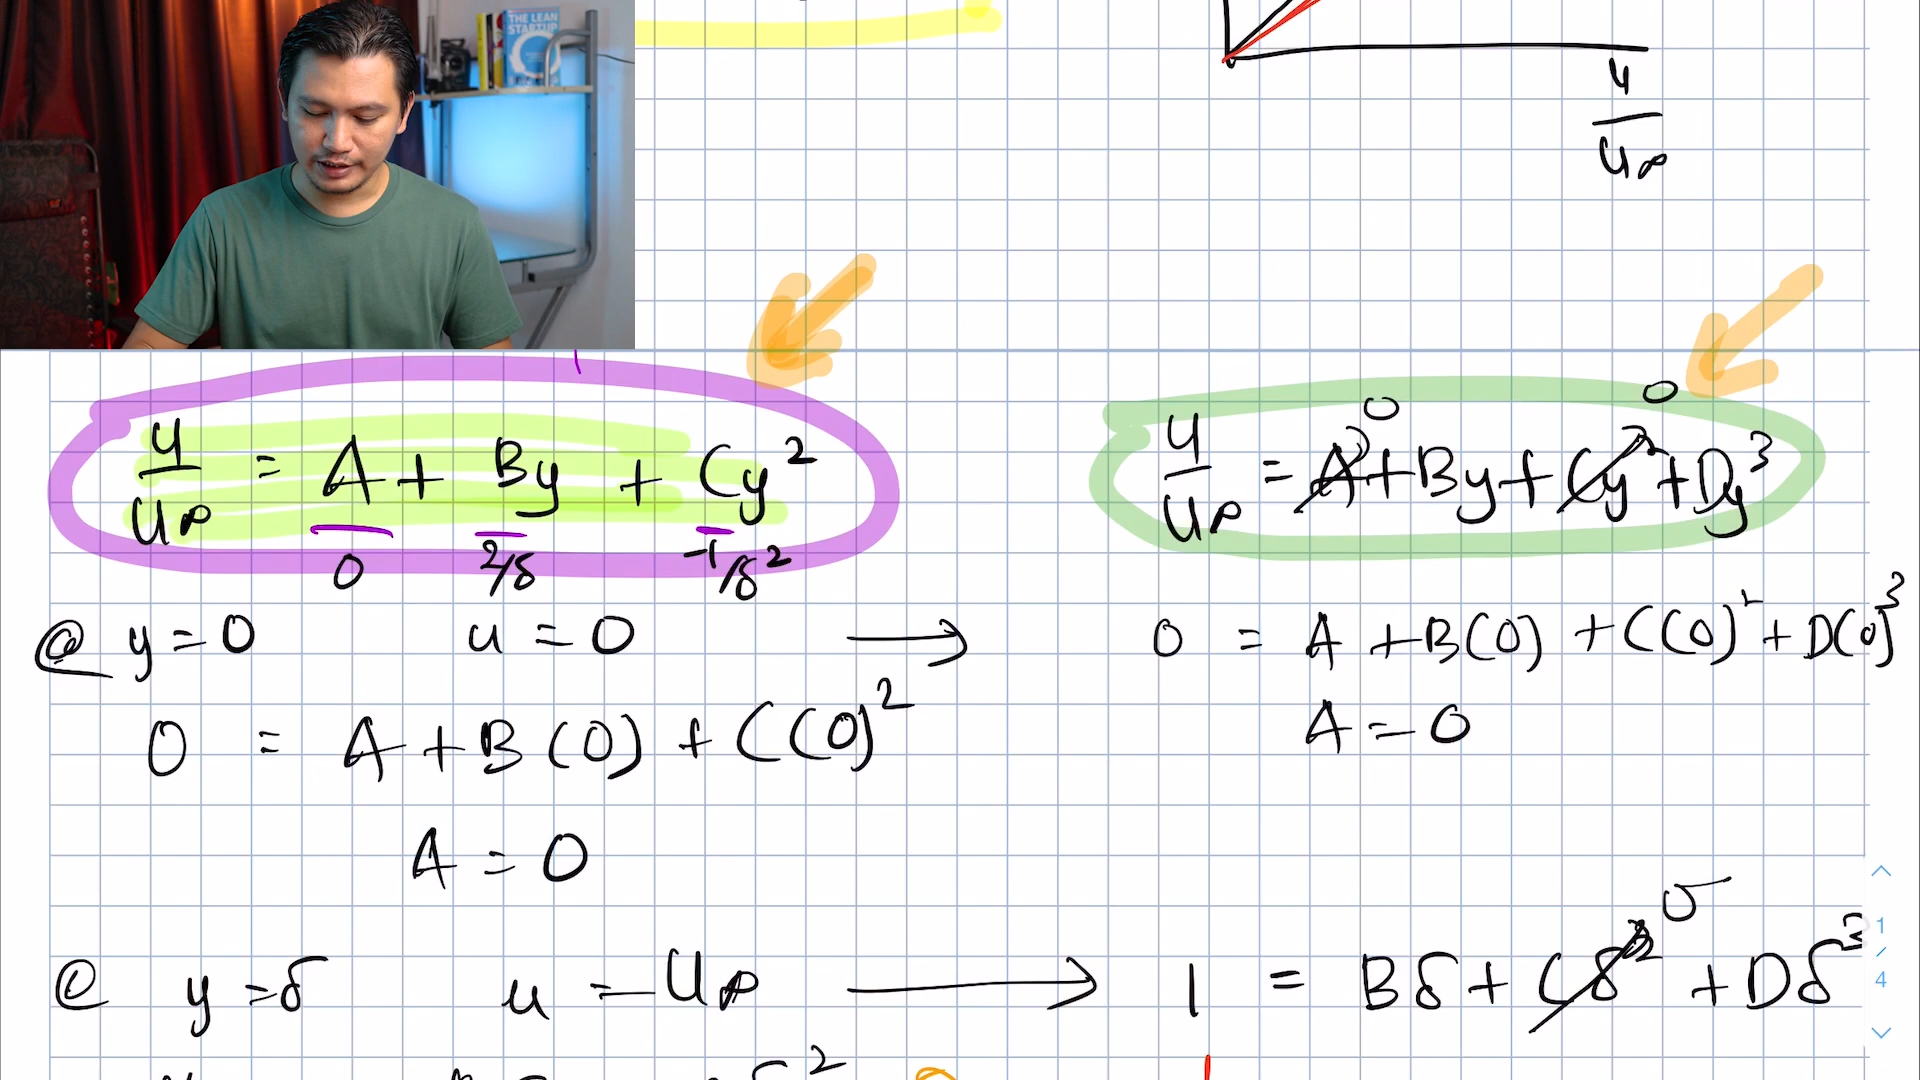 THE LEAN
STARTUP
u/u∞
u/u∞ = A + By + Cy²
0 2/δ -1/δ²
0 0
u/u∞ = A + By + Cy² + Dy³
@ y = 0 u = 0 → 0 = A + B(0) + C(0)² + D(0)³
0 = A + B(0) + C(0)²
A = 0
A = 0
0
@ y = δ u = U∞ → 1 = Bδ + Cδ² + Dδ³
1
/
4